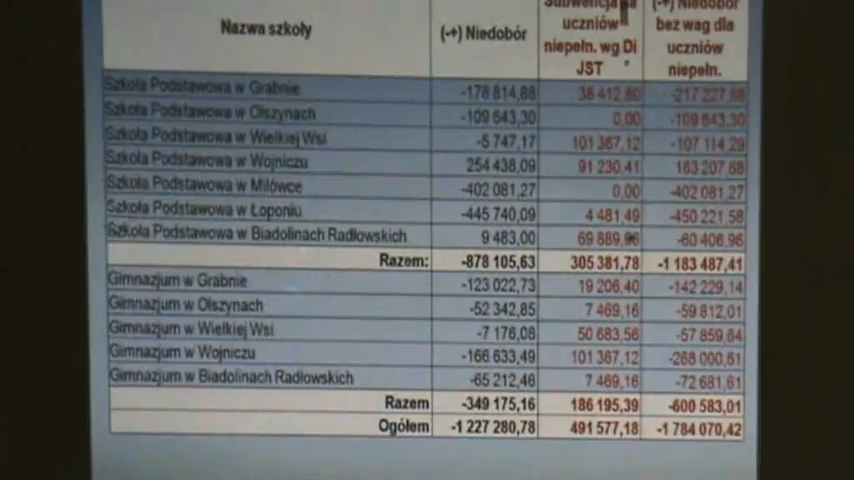 Nazwa szkoły (-+) Niedobór Subwencja na uczniów niepełn. wg Di JST * (-+) Niedobór bez wag dla uczniów niepełn.
Szkoła Podstawowa w Grabnie -178 814,88 38 412,80 -217 227,68
Szkoła Podstawowa w Olszynach -109 643,30 0,00 -109 643,30
Szkoła Podstawowa w Wielkiej Wsi -5 747,17 101 367,12 -107 114,29
Szkoła Podstawowa w Wojniczu 254 438,09 91 230,41 163 207,68
Szkoła Podstawowa w Milówce -402 081,27 0,00 -402 081,27
Szkoła Podstawowa w Łoponiu -445 740,09 4 481,49 -450 221,58
Szkoła Podstawowa w Biadolinach Radłowskich 9 483,00 69 889,96 -60 406,96
Razem: -878 105,63 305 381,78 -1 183 487,41
Gimnazjum w Grabnie -123 022,73 19 206,40 -142 229,14
Gimnazjum w Olszynach -52 342,85 7 469,16 -59 812,01
Gimnazjum w Wielkiej Wsi -7 176,08 50 683,56 -57 859,64
Gimnazjum w Wojniczu -166 633,49 101 367,12 -268 000,61
Gimnazjum w Biadolinach Radłowskich -65 212,46 7 469,16 -72 681,61
Razem -349 175,16 186 195,39 -600 583,01
Ogółem -1 227 280,78 491 577,18 -1 784 070,42